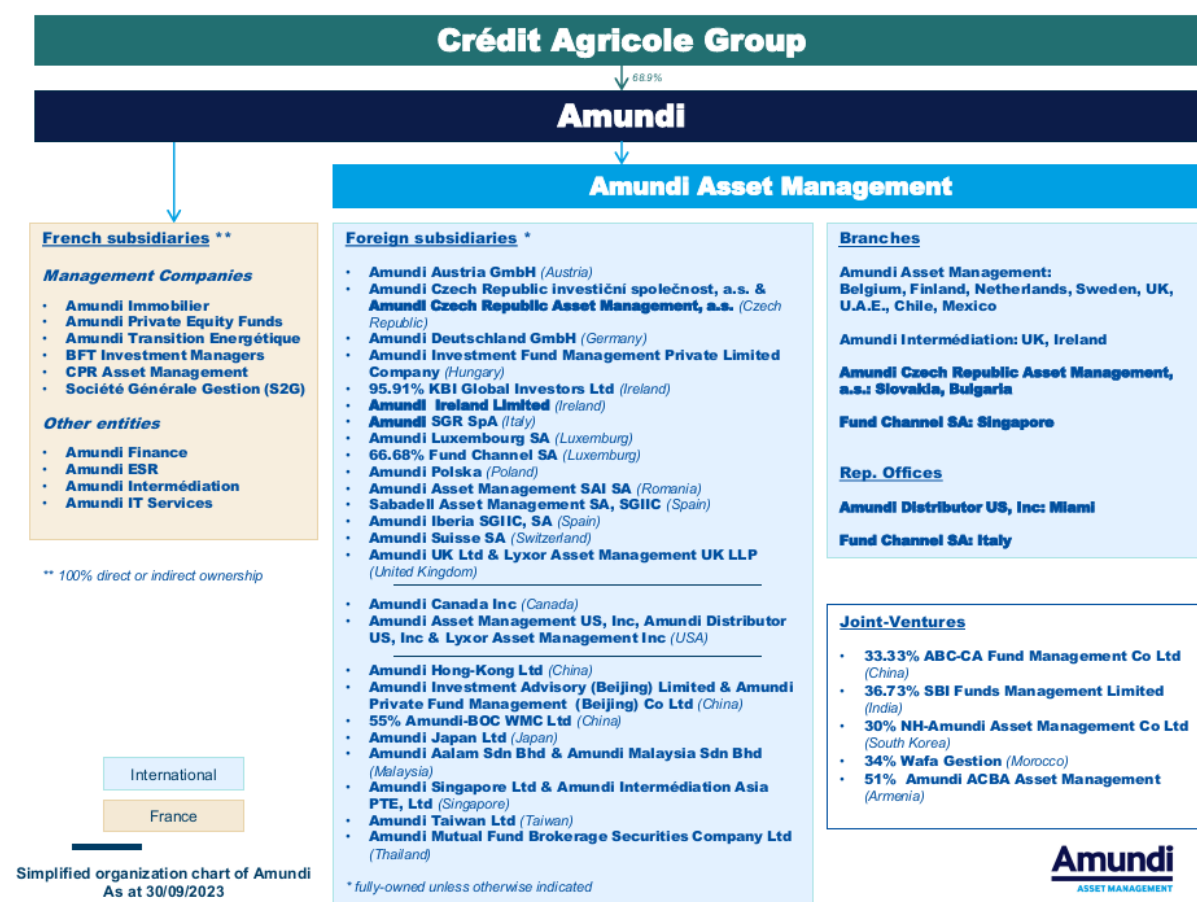 Crédit Agricole Group
68.9%
Amundi
Amundi Asset Management
French subsidiaries **
Management Companies
• Amundi Immobilier
• Amundi Private Equity Funds
• Amundi Transition Energétique
• BFT Investment Managers
• CPR Asset Management
• Société Générale Gestion (S2G)
Other entities
• Amundi Finance
• Amundi ESR
• Amundi Intermédiation
• Amundi IT Services
** 100% direct or indirect ownership
Foreign subsidiaries *
• Amundi Austria GmbH (Austria)
• Amundi Czech Republic investiční společnost, a.s. &
Amundi Czech Republic Asset Management, a.s. (Czech
Republic)
• Amundi Deutschland GmbH (Germany)
• Amundi Investment Fund Management Private Limited
Company (Hungary)
• 95.91% KBI Global Investors Ltd (Ireland)
• Amundi Ireland Limited (Ireland)
• Amundi SGR SpA (Italy)
• Amundi Luxembourg SA (Luxemburg)
• 66.68% Fund Channel SA (Luxemburg)
• Amundi Polska (Poland)
• Amundi Asset Management SAI SA (Romania)
• Sabadell Asset Management SA, SGIIC (Spain)
• Amundi Iberia SGIIC, SA (Spain)
• Amundi Suisse SA (Switzerland)
• Amundi UK Ltd & Lyxor Asset Management UK LLP
(United Kingdom)
• Amundi Canada Inc (Canada)
• Amundi Asset Management US, Inc, Amundi Distributor
US, Inc & Lyxor Asset Management Inc (USA)
• Amundi Hong-Kong Ltd (China)
• Amundi Investment Advisory (Beijing) Limited & Amundi
Private Fund Management (Beijing) Co Ltd (China)
• 55% Amundi-BOC WMC Ltd (China)
• Amundi Japan Ltd (Japan)
• Amundi Aalam Sdn Bhd & Amundi Malaysia Sdn Bhd
(Malaysia)
• Amundi Singapore Ltd & Amundi Intermédiation Asia
PTE, Ltd (Singapore)
• Amundi Taiwan Ltd (Taiwan)
• Amundi Mutual Fund Brokerage Securities Company Ltd
(Thailand)
* fully-owned unless otherwise indicated
Branches
Amundi Asset Management:
Belgium, Finland, Netherlands, Sweden, UK,
U.A.E., Chile, Mexico
Amundi Intermédiation: UK, Ireland
Amundi Czech Republic Asset Management,
a.s.: Slovakia, Bulgaria
Fund Channel SA: Singapore
Rep. Offices
Amundi Distributor US, Inc: Miami
Fund Channel SA: Italy
Joint-Ventures
• 33.33% ABC-CA Fund Management Co Ltd
(China)
• 36.73% SBI Funds Management Limited
(India)
• 30% NH-Amundi Asset Management Co Ltd
(South Korea)
• 34% Wafa Gestion (Morocco)
• 51% Amundi ACBA Asset Management
(Armenia)
International
France
Simplified organization chart of Amundi
As at 30/09/2023
Amundi
ASSET MANAGEMENT